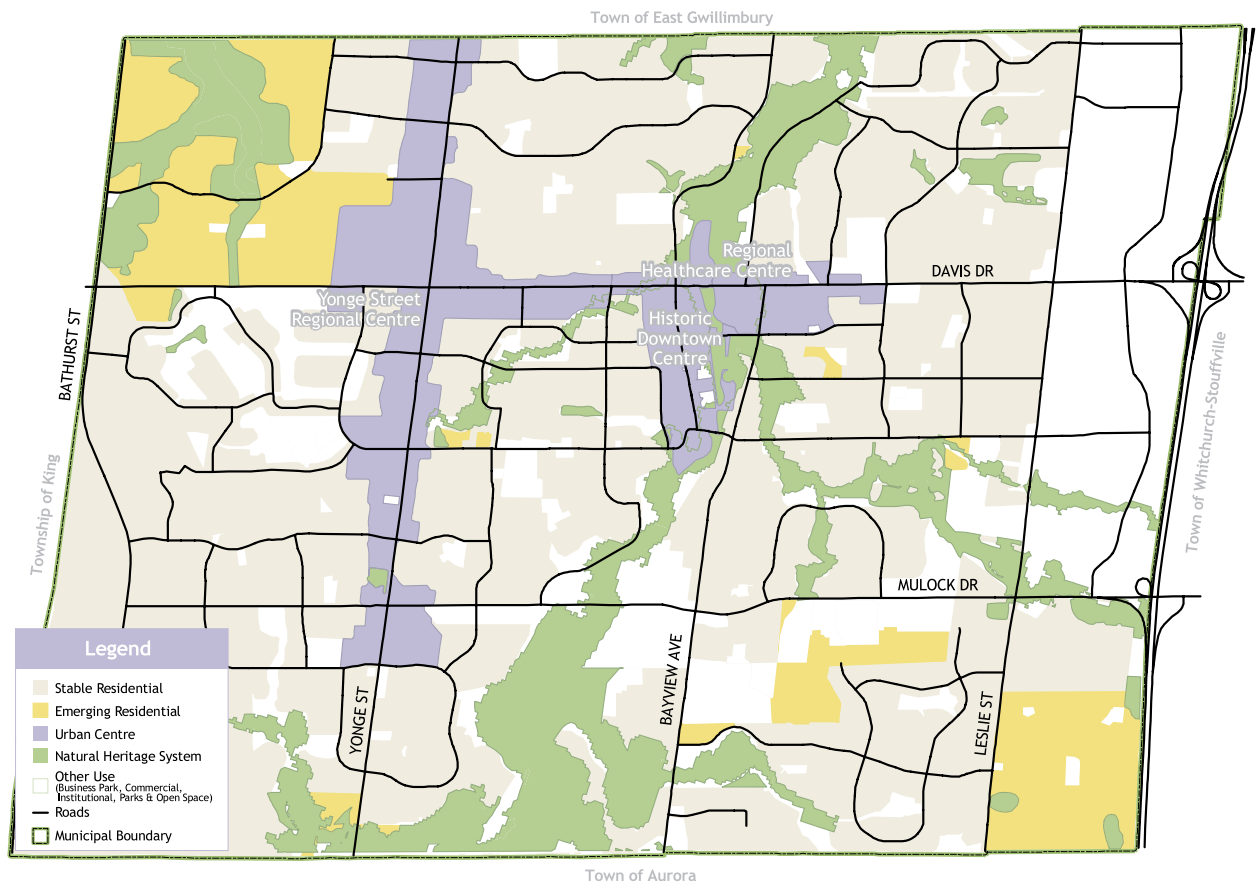 Town of East Gwillimbury
Regional
Healthcare Centre
DAVIS DR
Yonge Street
Regional Centre
Historic
Downtown
Centre
BATHURST ST
Township of King
Town of Whitchurch-Stouffville
MULOCK DR
BAYVIEW AVE
YONGE ST
LESLIE ST
Legend
Stable Residential
Emerging Residential
Urban Centre
Natural Heritage System
Other Use
(Business Park, Commercial,
Institutional, Parks & Open Space)
Roads
Municipal Boundary
Town of Aurora